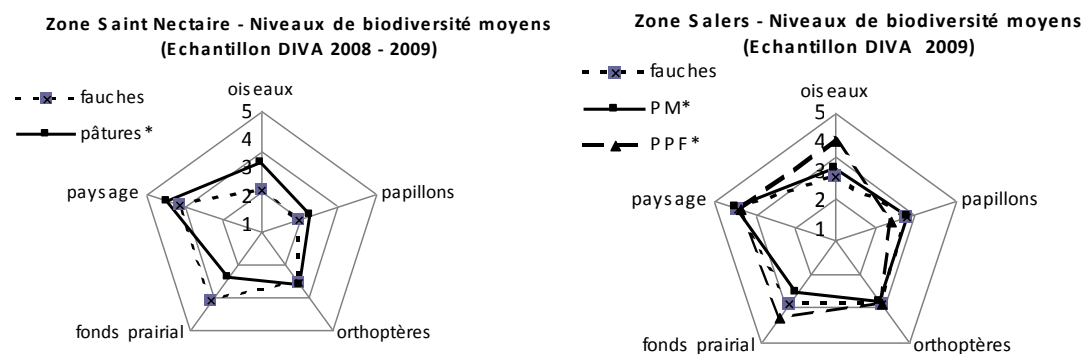 Zone Saint Nectaire - Niveaux de biodiversité moyens
(Echantillon DIVA 2008 - 2009)
fauches
pâtures*
oiseaux
5
4
3
2
1
papillons
orthoptères
fonds prairial
paysage
Zone Salers - Niveaux de biodiversité moyens
(Echantillon DIVA 2009)
fauches
PM*
PPF*
oiseaux
5
4
3
2
1
papillons
orthoptères
fonds prairial
paysage